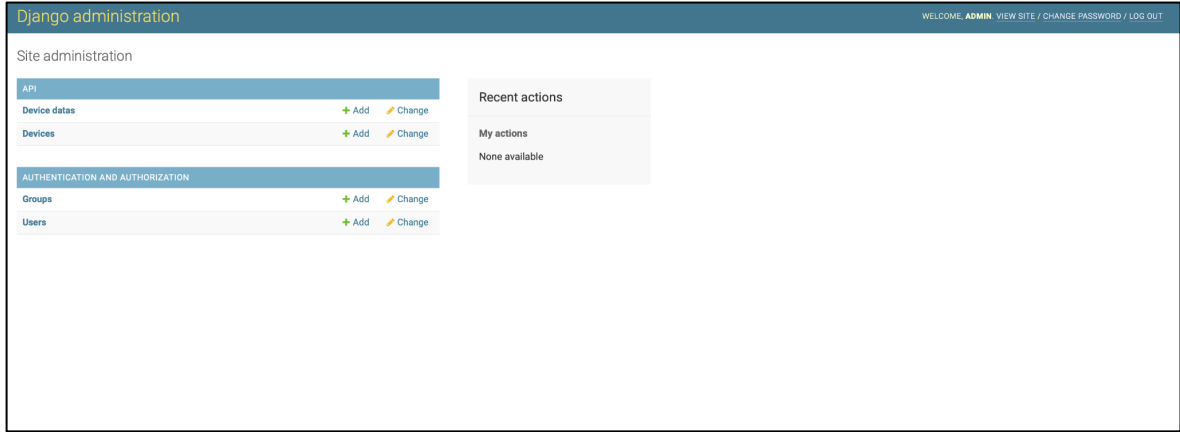 Django administration
WELCOME, ADMIN. VIEW SITE / CHANGE PASSWORD / LOG OUT
Site administration
API
Device datas Add Change
Devices Add Change
AUTHENTICATION AND AUTHORIZATION
Groups Add Change
Users Add Change
Recent actions
My actions
None available